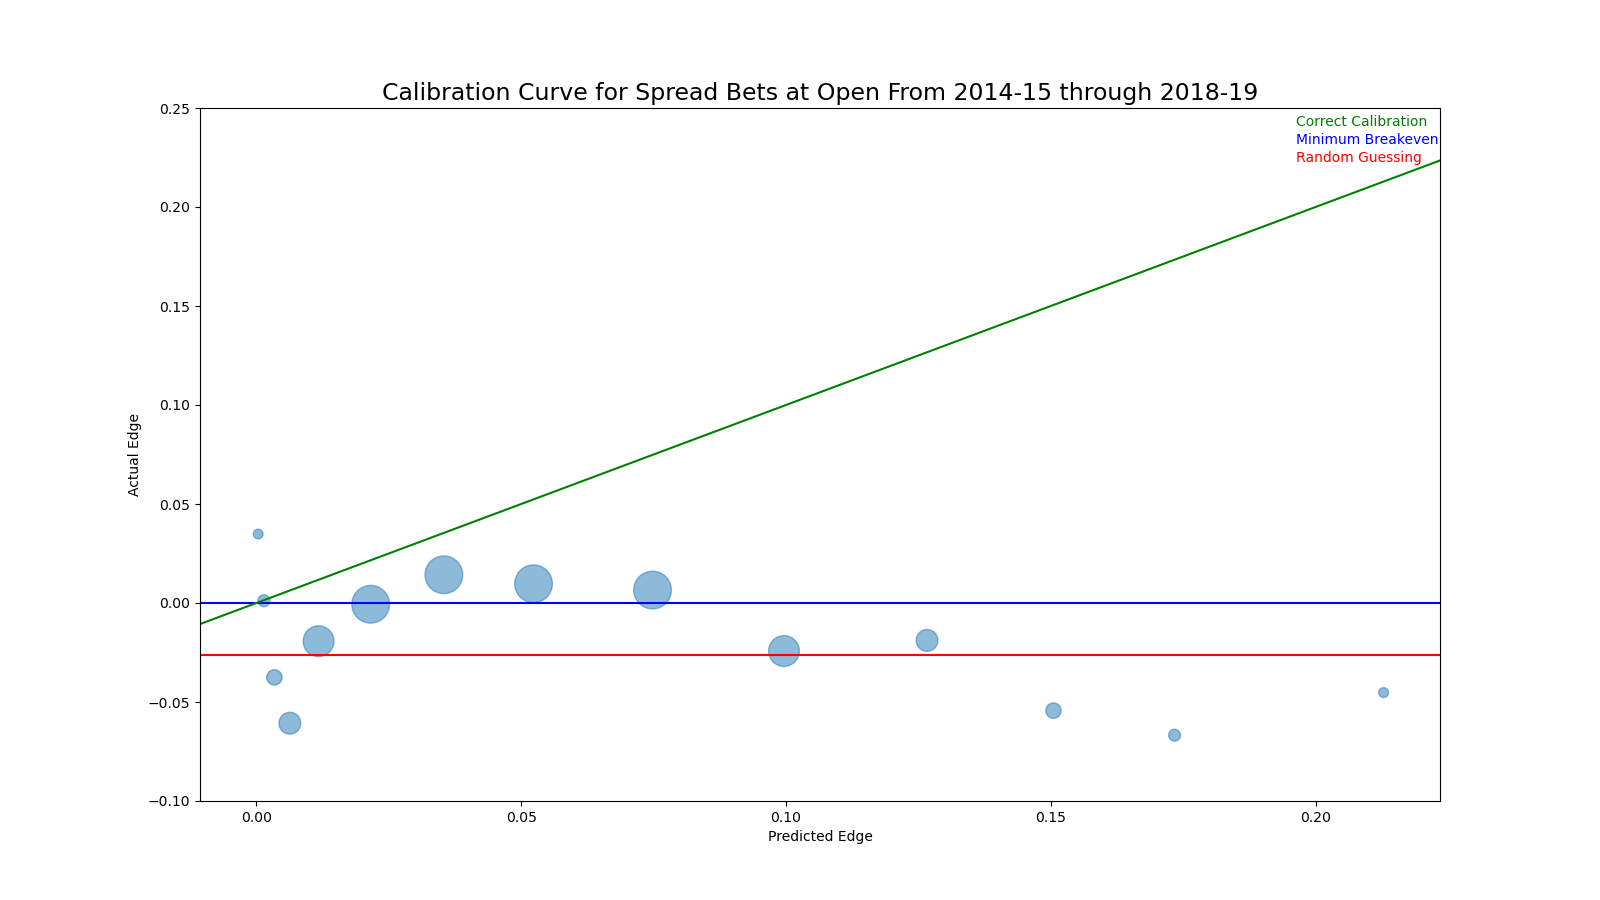 Calibration Curve for Spread Bets at Open From 2014-15 through 2018-19
Correct Calibration
Minimum Breakeven
Random Guessing
0.25
0.20
0.15
0.10
0.05
0.00
−0.05
−0.10
Actual Edge
0.00 0.05 0.10 0.15 0.20
Predicted Edge